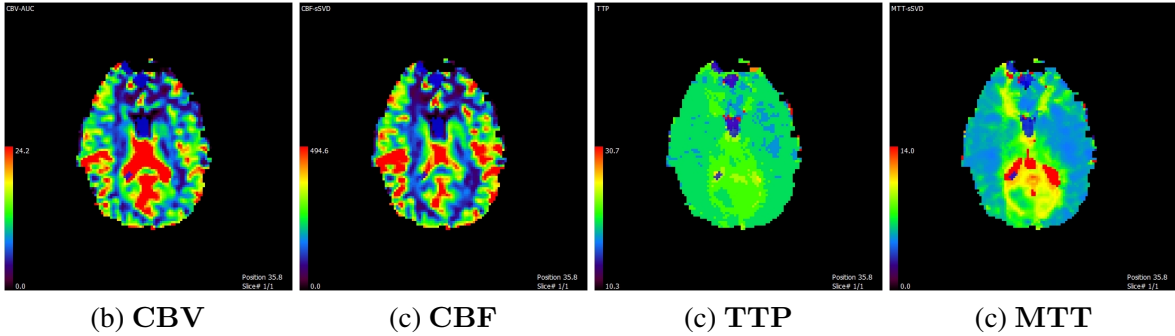 CBV-AUC
24.2
0.0
Position 35.8
Slice# 1/1
(b) CBV
CBF-sSVD
494.6
0.0
Position 35.8
Slice# 1/1
(c) CBF
TTP
30.7
10.3
Position 35.8
Slice# 1/1
(c) TTP
MTT-sSVD
14.0
0.0
Position 35.8
Slice# 1/1
(c) MTT